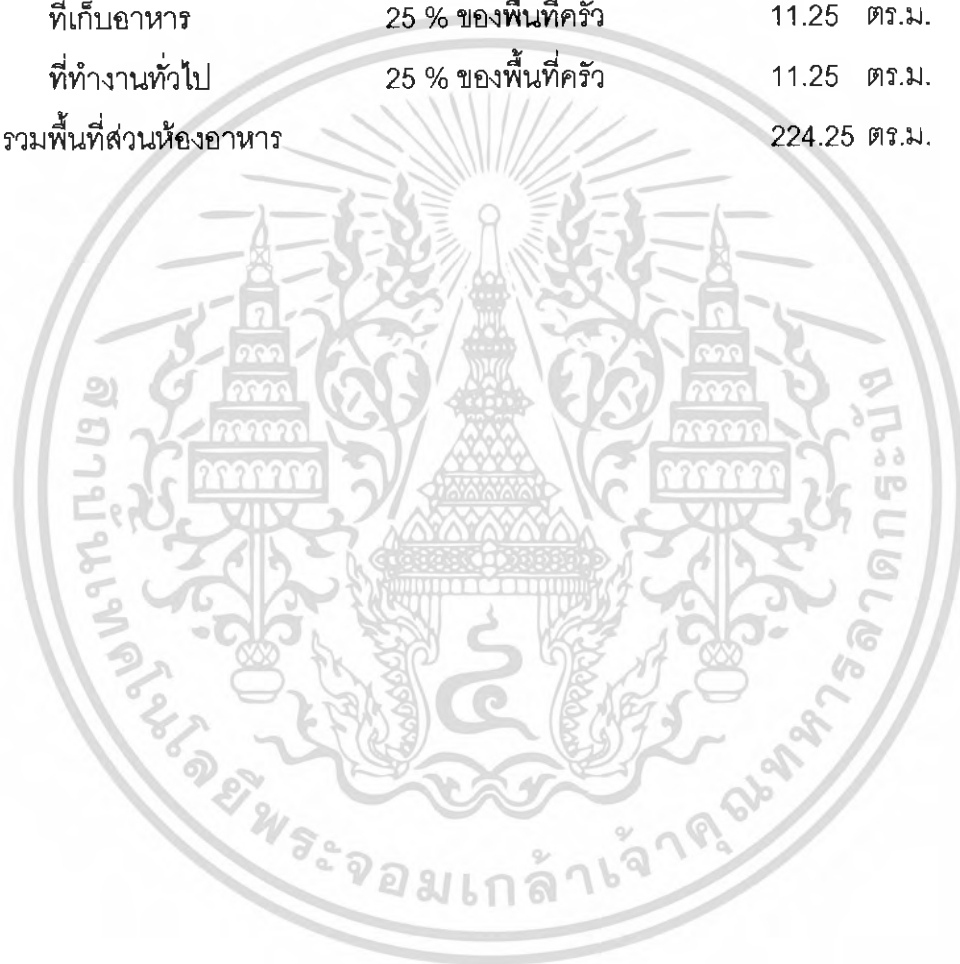 ที่เก็บอาหาร 25 % ของพื้นที่ครัว 11.25 ตร.ม.
ที่ทำงานทั่วไป 25 % ของพื้นที่ครัว 11.25 ตร.ม.
รวมพื้นที่ส่วนห้องอาหาร 224.25 ตร.ม.
สถาบันเทคโนโลยีพระจอมเกล้าเจ้าคุณทหารลาดกระบัง
๔